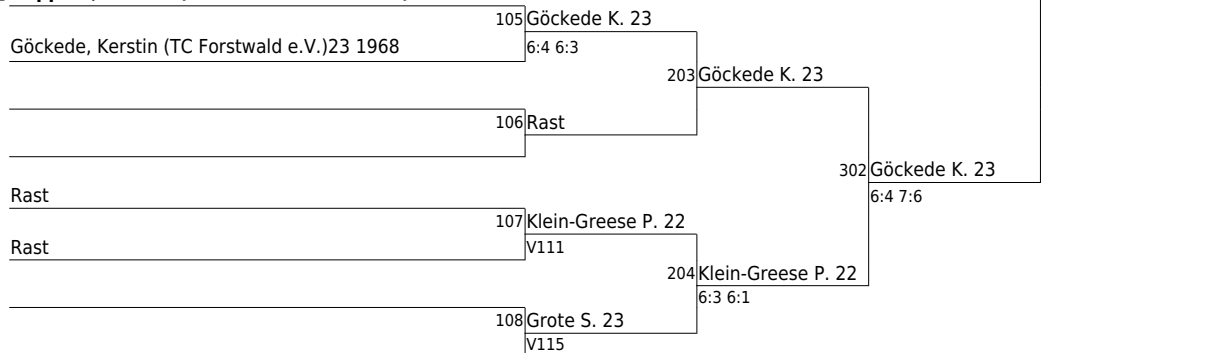 105 Göckede K. 23
Göckede, Kerstin (TC Forstwald e.V.)23 1968
6:4 6:3
203 Göckede K. 23
106 Rast
302 Göckede K. 23
Rast
6:4 7:6
107 Klein-Greese P. 22
Rast
V111
204 Klein-Greese P. 22
6:3 6:1
108 Grote S. 23
V115